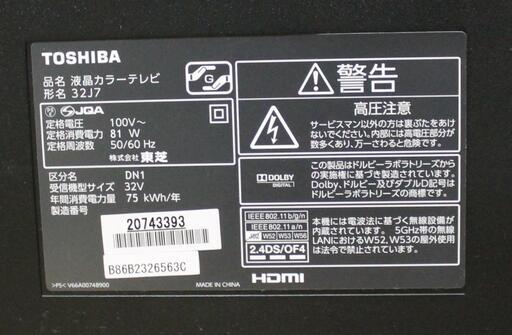 TOSHIBA
品名 液晶カラーテレビ
形名 32J7
G
JQA
定格電圧 100V~
定格消費電力 81 W
定格周波数 50/60 Hz
株式会社 東芝
区分名 DN1
受信機型サイズ 32V
年間消費電力量 75 kWh/年
製造番号
20743393
B86B2326563C
>PS< V66A00748900
警告
高圧注意
サービスマン以外の方は裏ぶたをあけ
ないでください。内部には高電圧部分が
数多くあり、万一さわると危険です。
DOLBY
DIGITAL
この製品はドルビーラボラトリーズから
の実施権に基づき製造されています。
Dolby、ドルビー及びダブルD記号は
ドルビーラボラトリーズの商標です。
IEEE802.11b/g/n
IEEE802.11a/n
W52 W53 W56
2.4DS/OF4
本機には電波法に基づく無線設備が
内蔵されています。 5GHz帯の無線
LANにおけるW52、W53の屋外使用
は法令で禁止されています。
HDMI
MADE IN CHINA